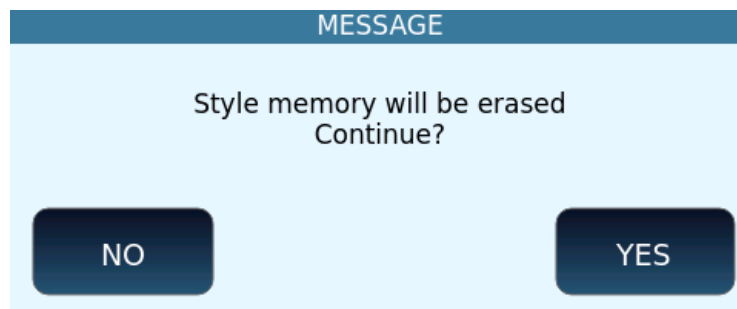 MESSAGE
Style memory will be erased
Continue?
NO
YES